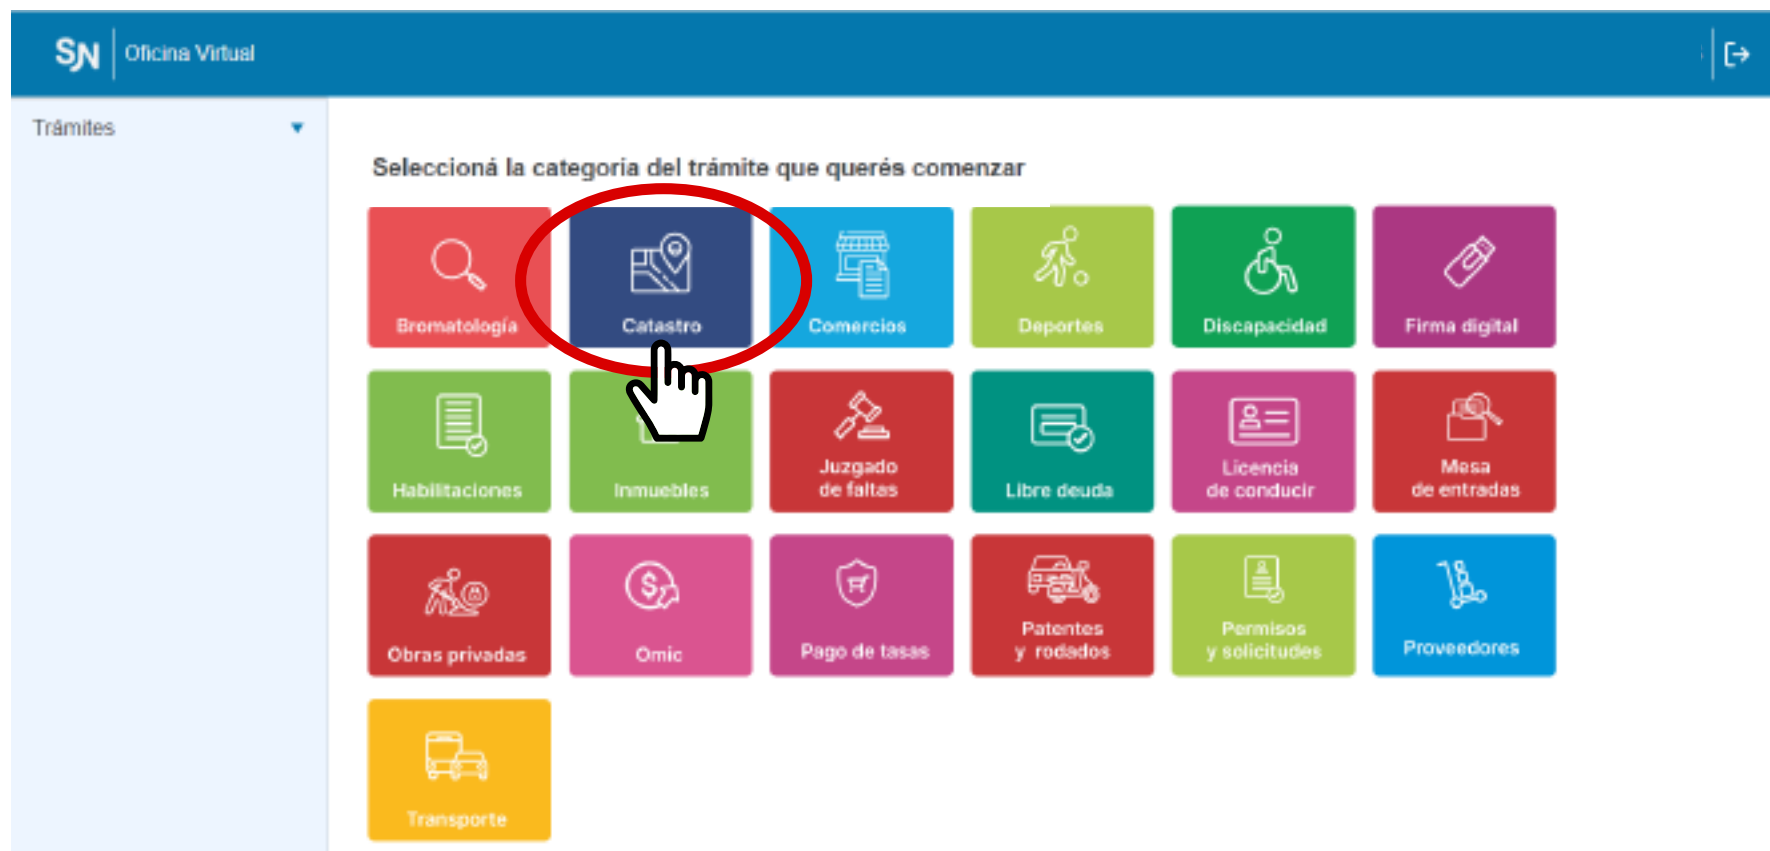 SN
Oficina Virtual
Trámites
Seleccioná la categoria del trámite que querés comenzar
Bromatología
Catastro
Comercios
Deportes
Discapacidad
Firma digital
Habilitaciones
Inmuebles
Juzgado
de faltas
Libre deuda
Licencia
de conducir
Mesa
de entradas
Obras privadas
Omic
Pago de tasas
Patentes
y rodados
Permisos
y solicitudes
Proveedores
Transporte